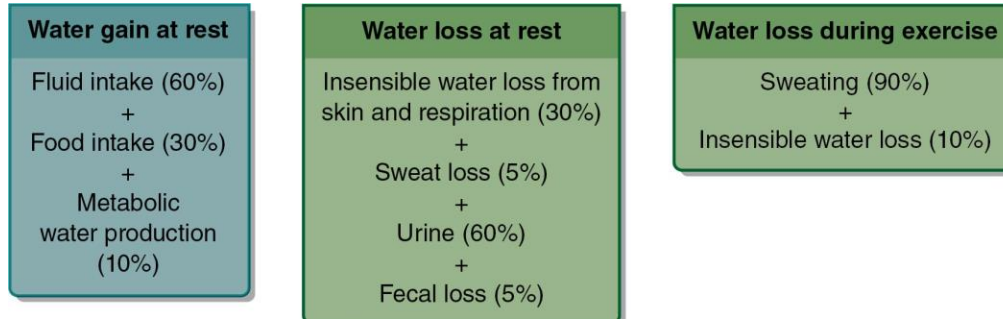 Water gain at rest
Fluid intake (60%)
+
Food intake (30%)
+
Metabolic
water production
(10%)
Water loss at rest
Insensible water loss from
skin and respiration (30%)
+
Sweat loss (5%)
+
Urine (60%)
+
Fecal loss (5%)
Water loss during exercise
Sweating (90%)
+
Insensible water loss (10%)